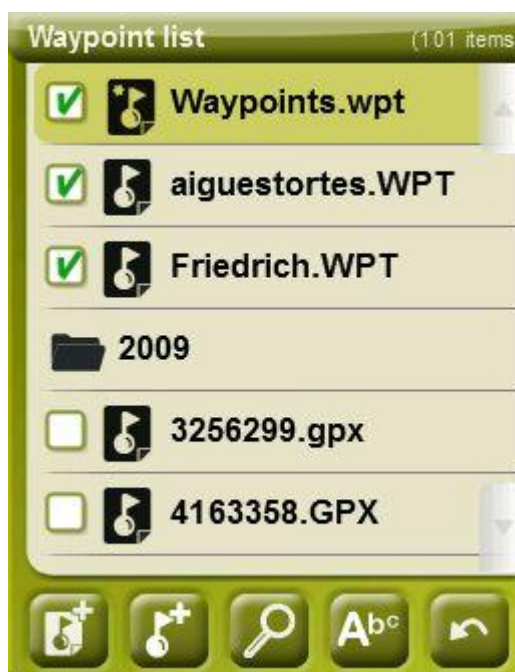 Waypoint list (101 items
Waypoints.wpt
aiguestortes.WPT
Friedrich.WPT
2009
3256299.gpx
4163358.GPX
Abc